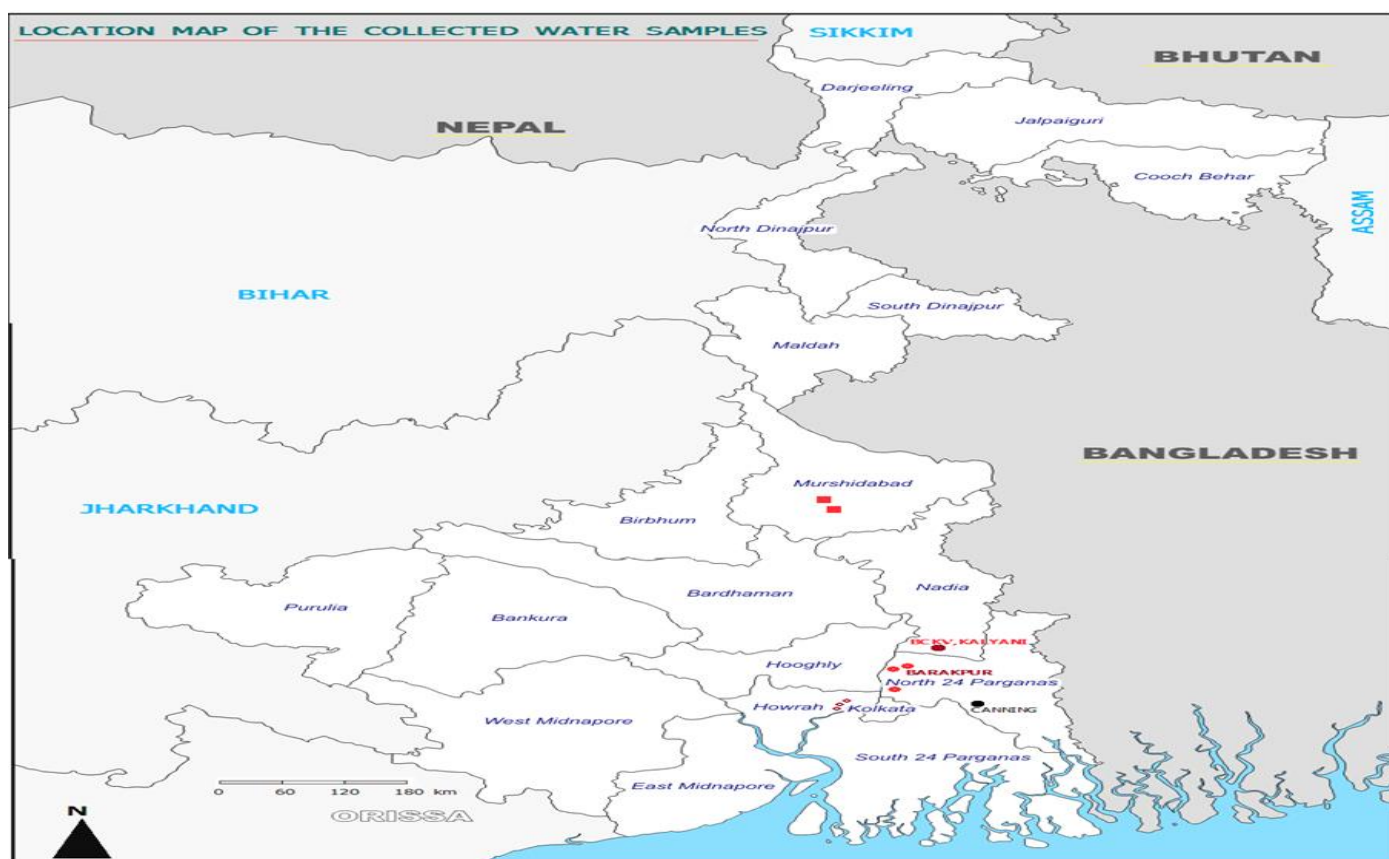 LOCATION MAP OF THE COLLECTED WATER SAMPLES
SIKKIM
BHUTAN
Darjeeling
NEPAL
Jalpaiguri
Cooch Behar
ASSAM
North Dinajpur
BIHAR
South Dinajpur
Maldah
BANGLADESH
Murshidabad
JHARKHAND
Birbhum
Nadia
Bardhaman
Purulia
Bankura
BCKV,KALYANI
Hooghly
BARAKPUR
North 24 Parganas
Howrah
Kolkata
CANNING
West Midnapore
South 24 Parganas
East Midnapore
0 60 120 180 km
ORISSA
N